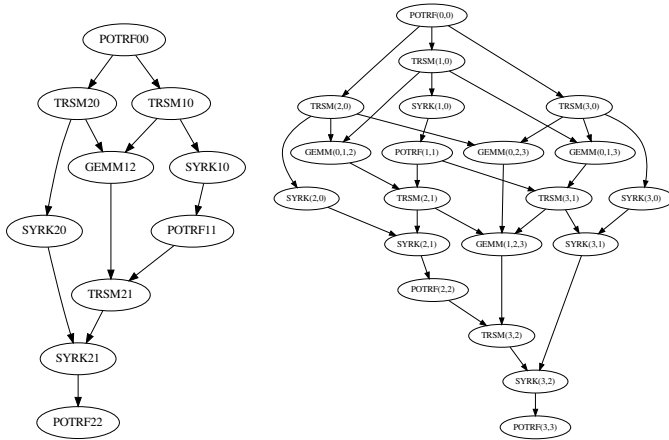 POTRF00
TRSM20
TRSM10
GEMM12
SYRK10
SYRK20
POTRF11
TRSM21
SYRK21
POTRF22
POTRF(0,0)
TRSM(1,0)
TRSM(2,0)
SYRK(1,0)
TRSM(3,0)
GEMM(0,1,2)
POTRF(1,1)
GEMM(0,2,3)
GEMM(0,1,3)
SYRK(2,0)
TRSM(2,1)
TRSM(3,1)
SYRK(3,0)
SYRK(2,1)
GEMM(1,2,3)
SYRK(3,1)
POTRF(2,2)
TRSM(3,2)
SYRK(3,2)
POTRF(3,3)